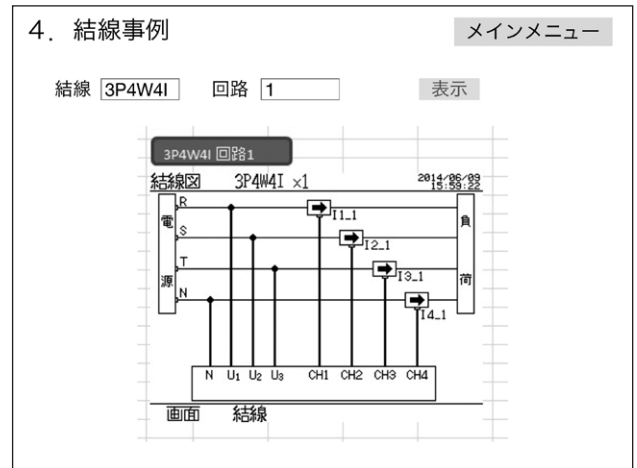 4．結線事例
メインメニュー
結線 3P4W4I 回路 1 表示
3P4W4I 回路1
結線図 3P4W4I ×1 2014/06/09
15:59:22
R
I1_1
電 負
S
I2_1
T
I3_1
源 荷
N
I4_1
N U1 U2 U3 CH1 CH2 CH3 CH4
画面 結線